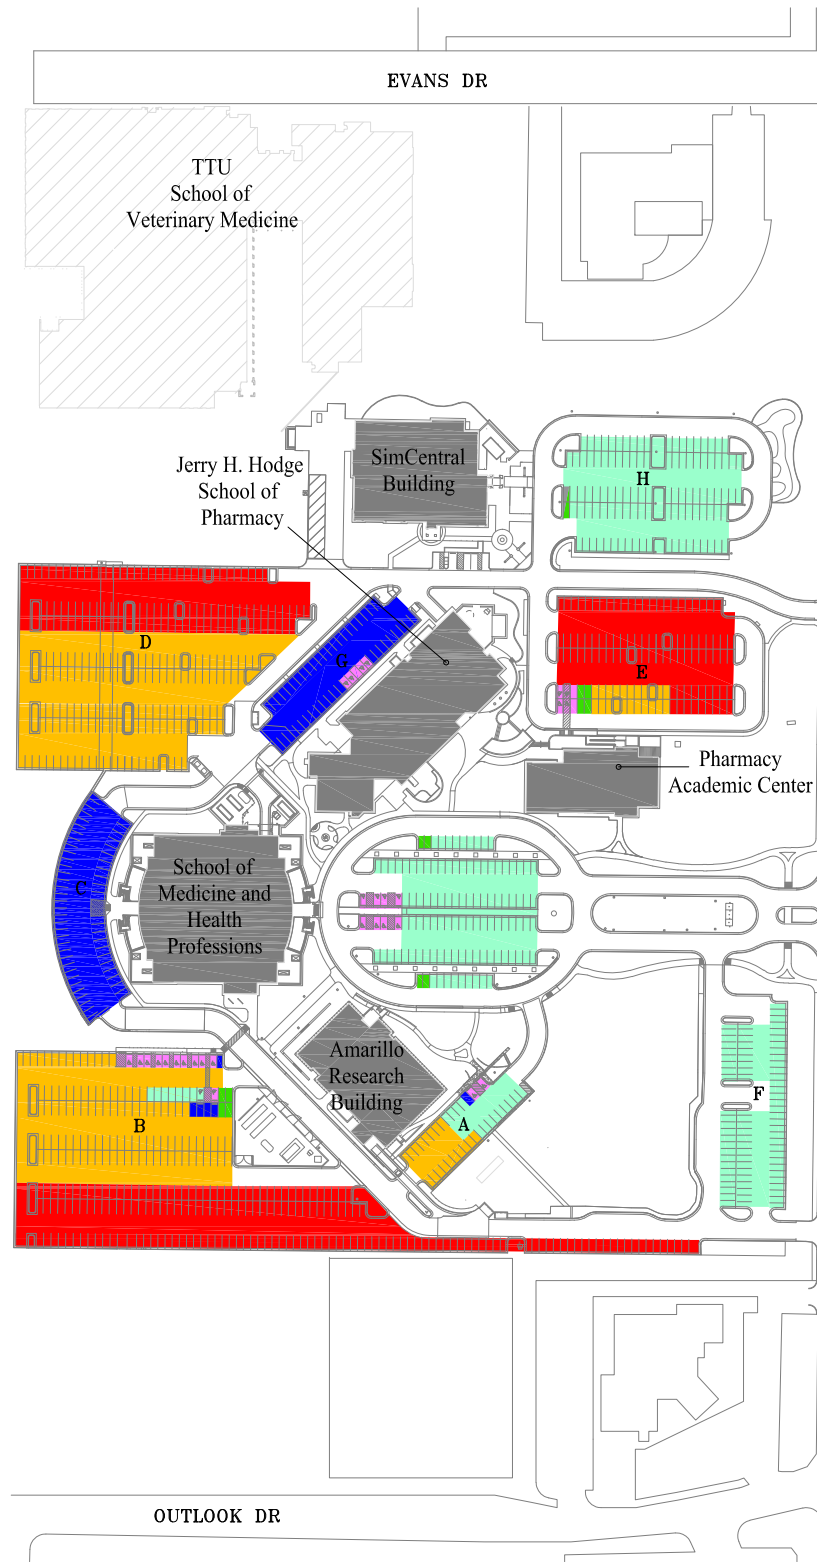 EVANS DR
TTU
School of
Veterinary Medicine
SimCentral
Building
H
Jerry H. Hodge
School of
Pharmacy
D
G
E
Pharmacy
Academic Center
School of
Medicine and
Health
Professions
C
Amarillo
Research
Building
A
B
F
OUTLOOK DR